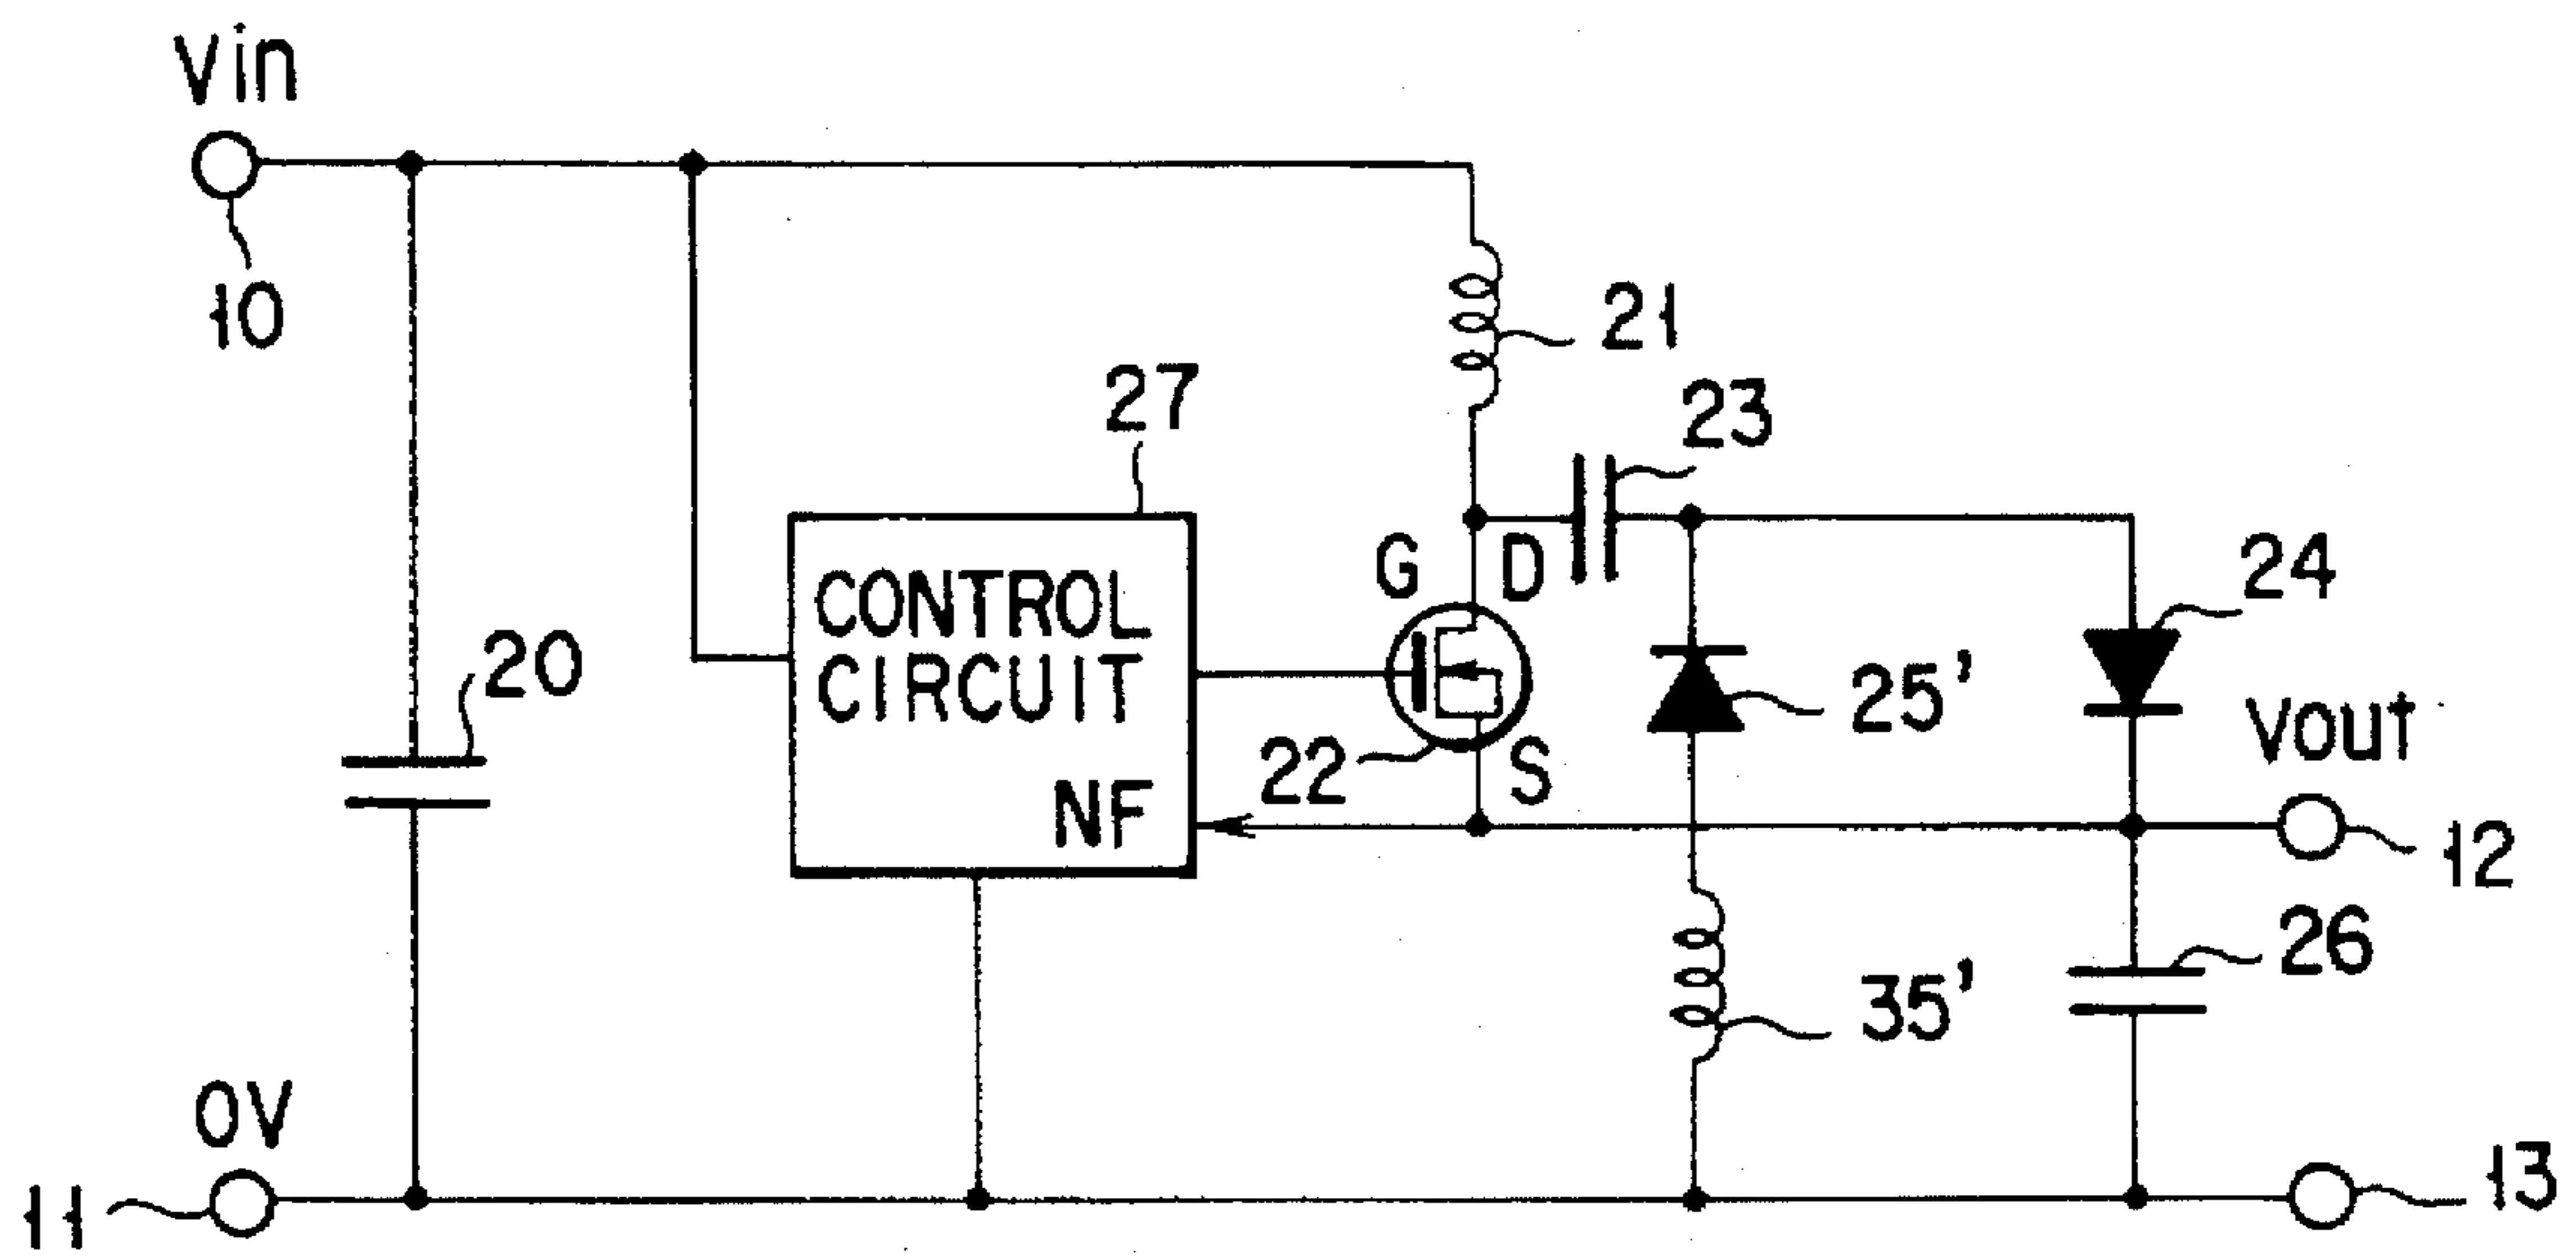 Vin
10
21
23
27
G D
24
CONTROL
CIRCUIT
20
25'
Vout
22 S
NF
12
26
35'
0V
11
13